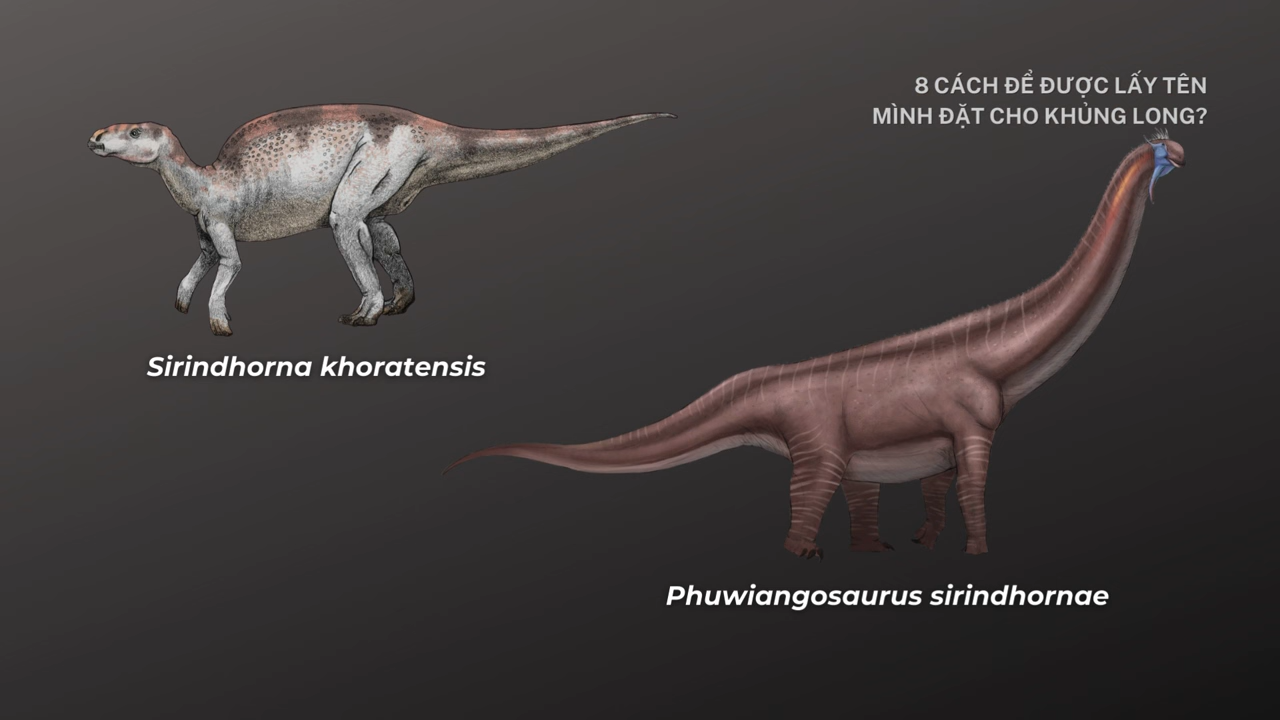 8 CÁCH ĐỂ ĐƯỢC LẤY TÊN
MÌNH ĐẶT CHO KHỦNG LONG?
Sirindhorna khoratensis
Phuwiangosaurus sirindhornae